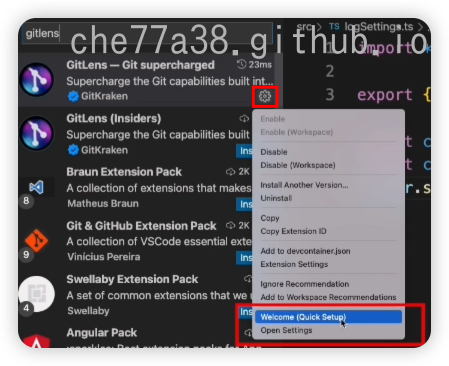 gitlens
che77a38.github.io
src
TS logSettings.ts
GitLens — Git supercharged
23ms
Supercharge the Git capabilities built int...
GitKraken
GitLens (Insiders)
Supercharge the Git capabilities built
GitKraken
Ins
Braun Extension Pack
2K
A collection of extensions that makes
8
Matheus Braun
Ins
Git & GitHub Extension Pack
2K
A collection of VSCode essential exte
9
Vinícius Pereira
Ins
Swellaby Extension Pack
A set of common extensions that we u
4
Swellaby
Ins
Angular Pack
1
import
2
3
export {
Enable
Enable (Workspace)
Disable
Disable (Workspace)
Install Another Version...
Uninstall
Copy
Copy Extension ID
Add to devcontainer.json
Extension Settings
Ignore Recommendation
Add to Workspace Recommendations
Welcome (Quick Setup)
Open Settings